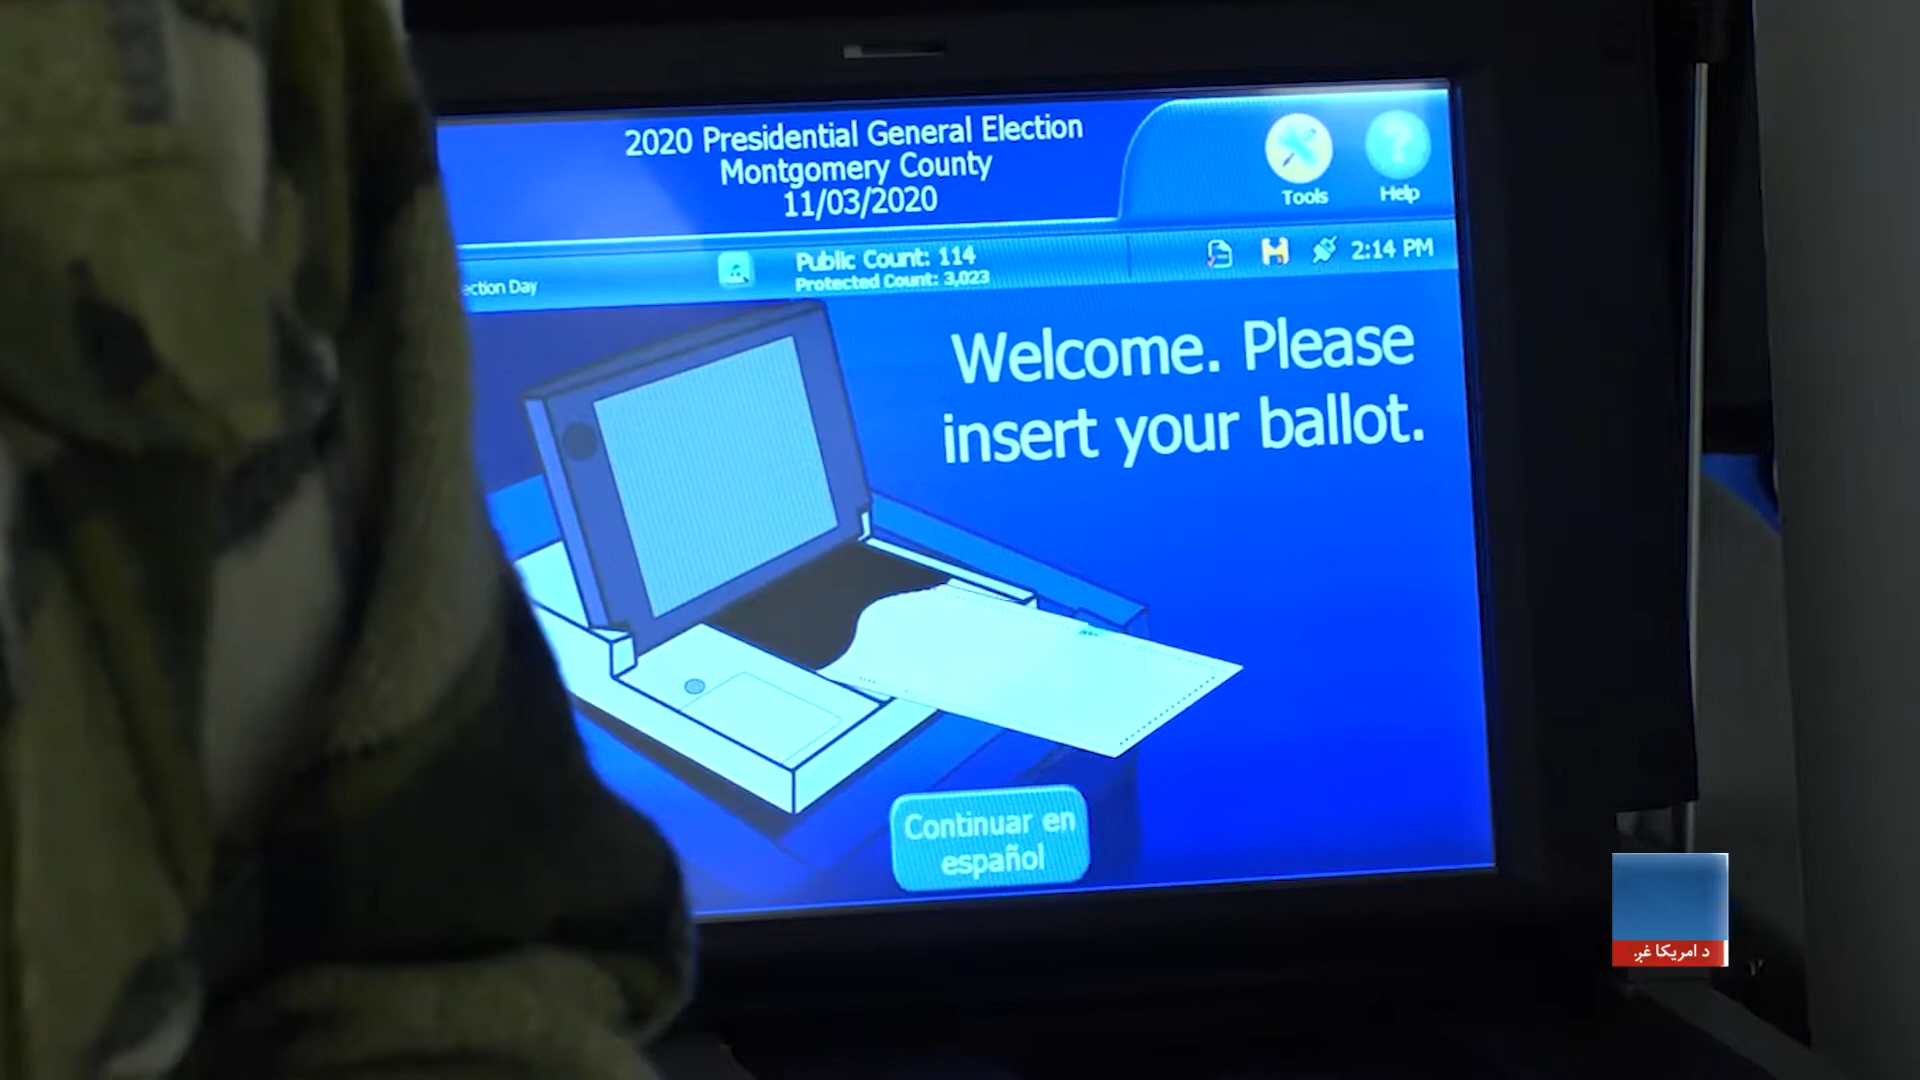 2020 Presidential General Election
Montgomery County
11/03/2020
Tools
Help
ection Day
Public Count: 114
Protected Count: 3,023
2:14 PM
Welcome. Please
insert your ballot.
Continuar en
español
د امریکا غږ